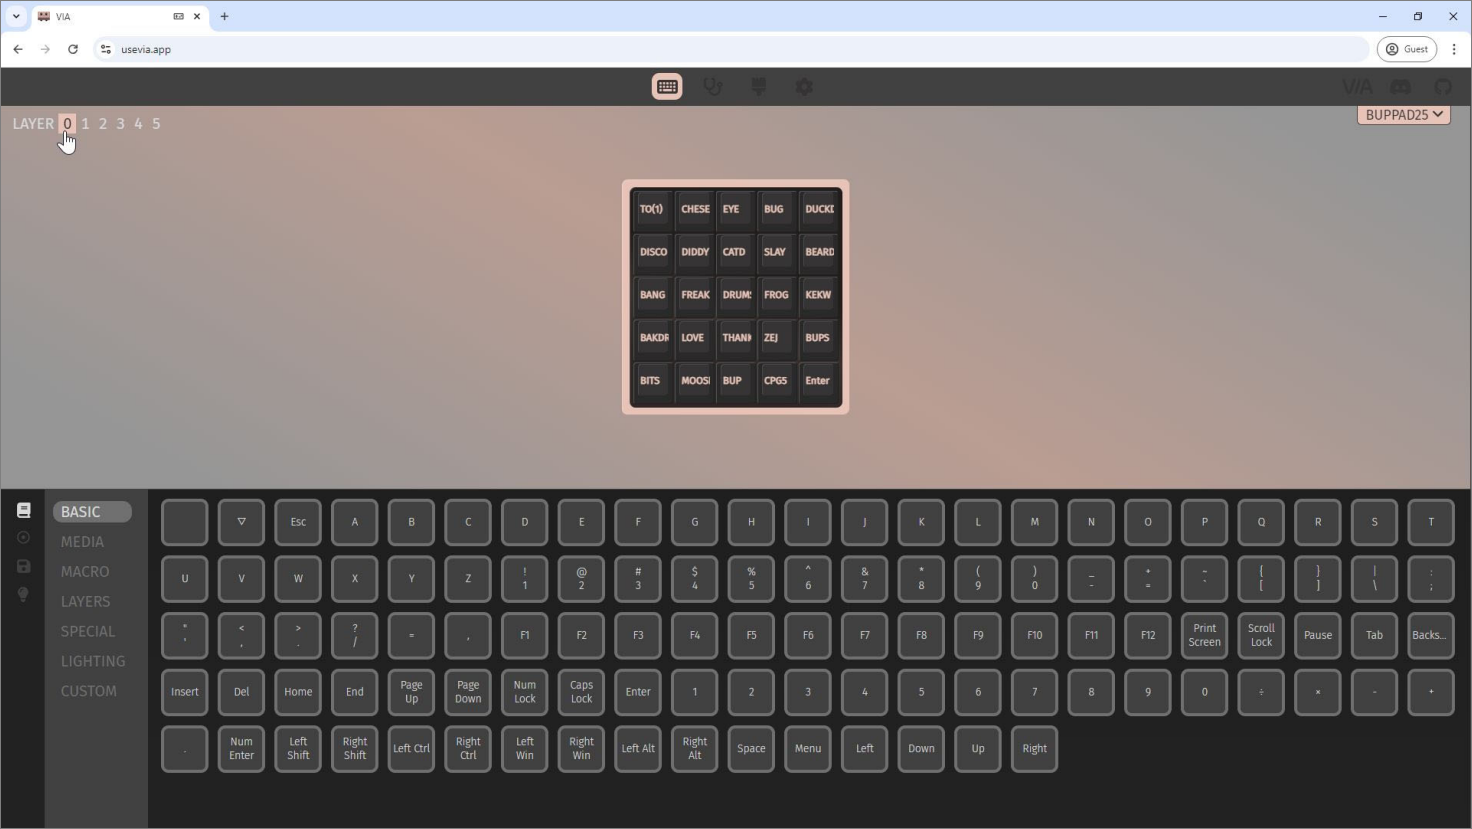 VIA
usevia.app
Guest
VIA
LAYER 0 1 2 3 4 5
BUPPAD25
TO(1) CHESE EYE BUG DUCKD
DISCO DIDDY CATD SLAY BEARD
BANG FREAK DRUMS FROG KEKW
BAKDR LOVE THANK ZEJ BUPS
BITS MOOSE BUP CPG5 Enter
BASIC
MEDIA
MACRO
LAYERS
SPECIAL
LIGHTING
CUSTOM
▽ Esc A B C D E F G H I J K L M N O P Q R S T
! @ # $ % ^ & * ( ) _ + ~ { } | :
U V W X Y Z 1 2 3 4 5 6 7 8 9 0 - = ` [ ] \ ;
" < > ? Print Scroll
' , . / = , F1 F2 F3 F4 F5 F6 F7 F8 F9 F10 F11 F12 Screen Lock Pause Tab Backs...
Page Page Num Caps
Insert Del Home End Up Down Lock Lock Enter 1 2 3 4 5 6 7 8 9 0 ÷ × - +
Num Left Right Right Left Right Right
. Enter Shift Shift Left Ctrl Ctrl Win Win Left Alt Alt Space Menu Left Down Up Right